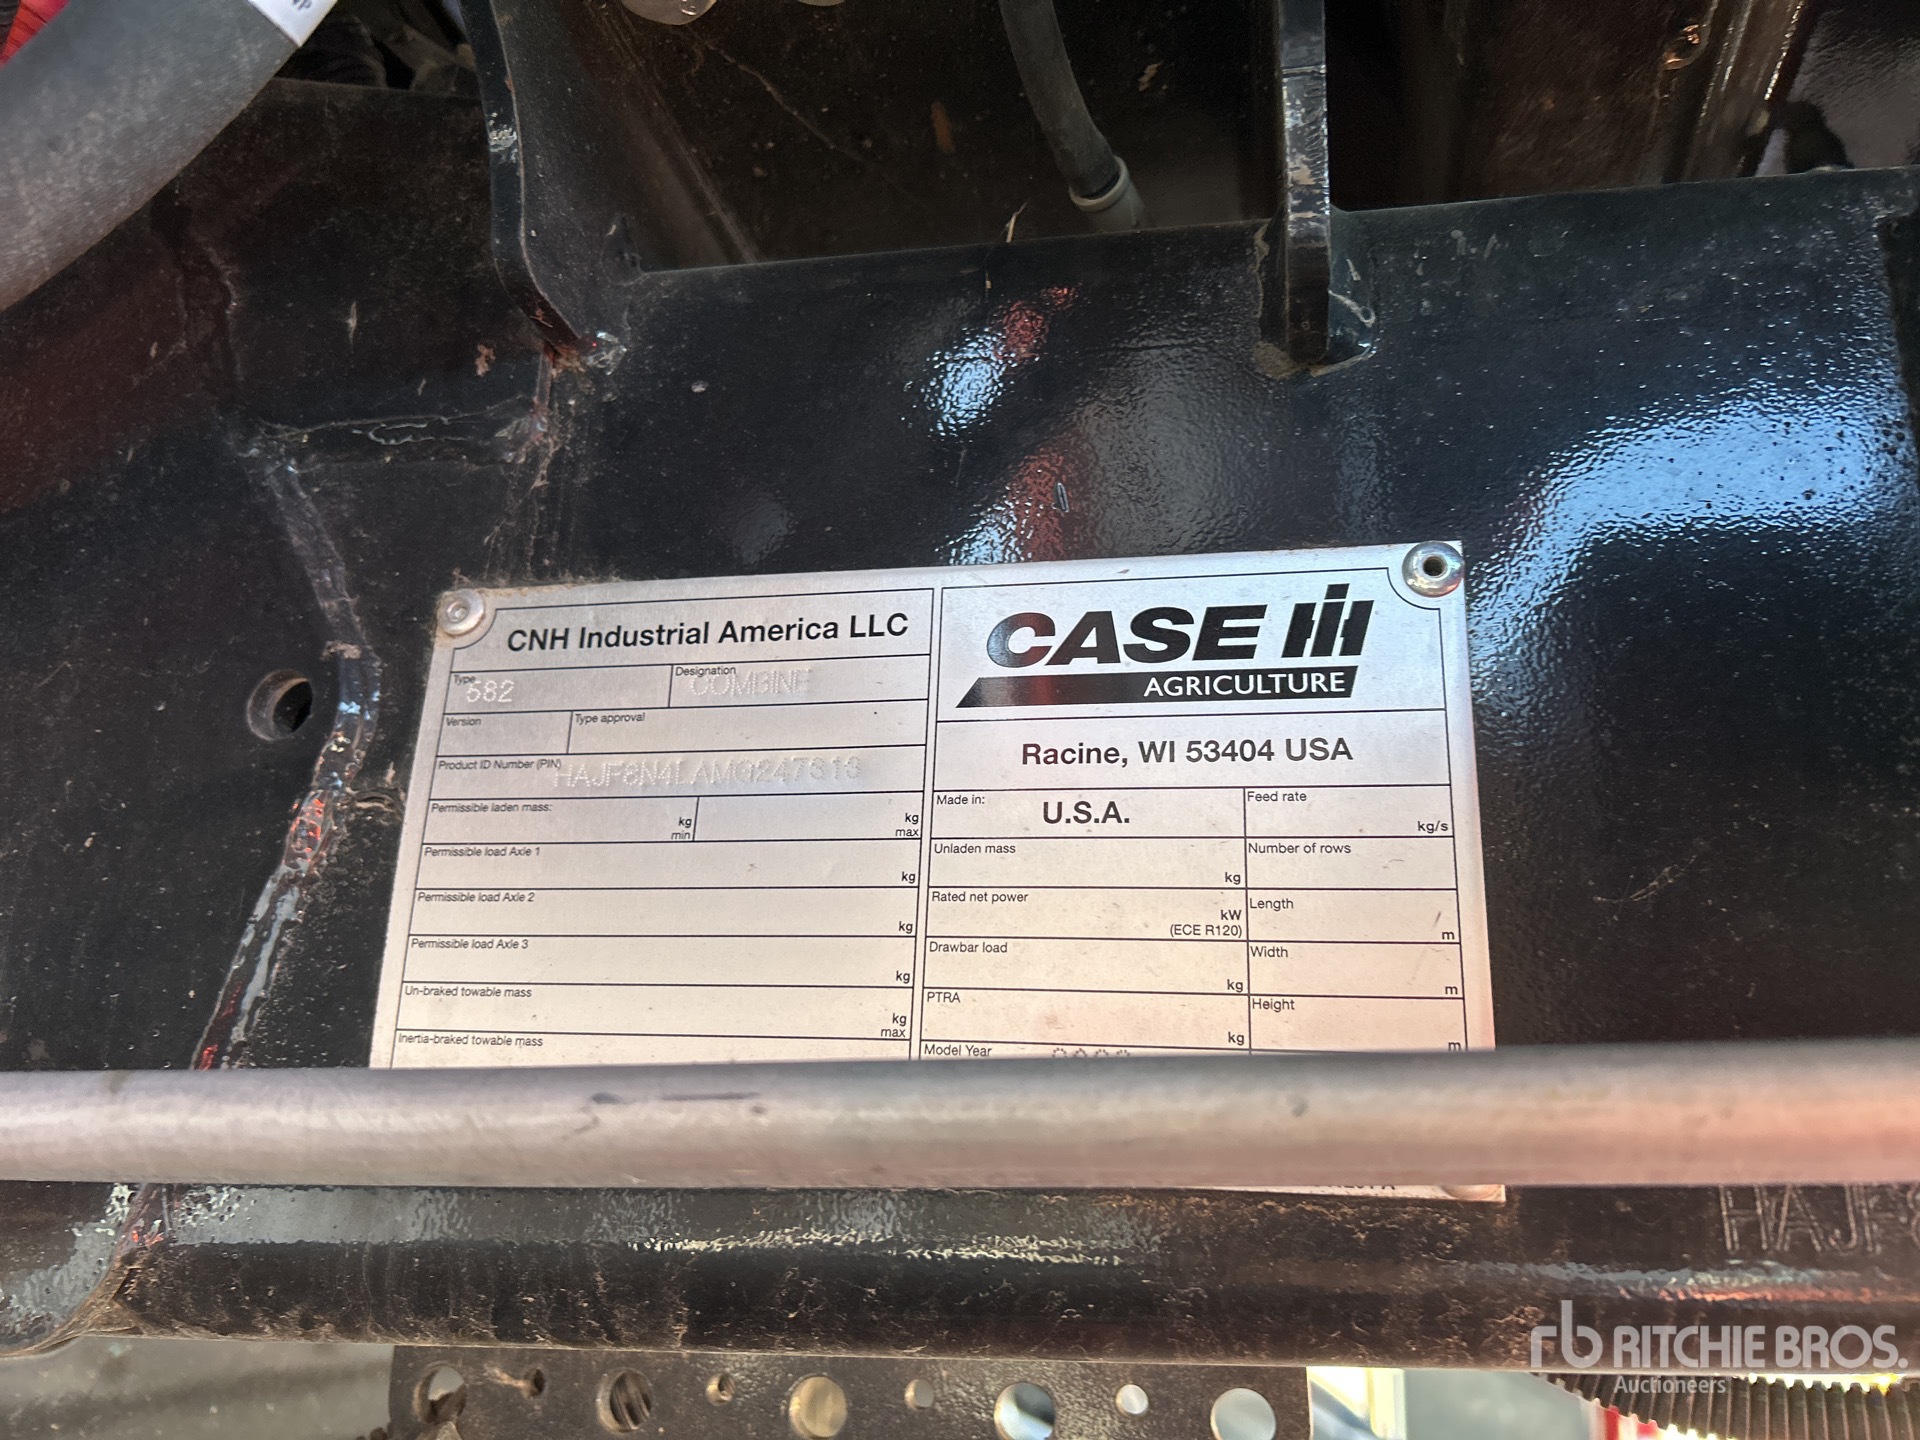 CNH Industrial America LLC
Type
682
Designation
COMBINE
Version
Type approval
Product ID Number (PIN)
Permissible laden mass:
kg
min
kg
max
Permissible load Axle 1
kg
Permissible load Axle 2
kg
Permissible load Axle 3
kg
Un-braked towable mass
kg
max
Inertia-braked towable mass
CASE IH
AGRICULTURE
Racine, WI 53404 USA
Made in:
U.S.A.
Feed rate
kg/s
Unladen mass
kg
Number of rows
Rated net power
kW
(ECE R120)
Length
m
Drawbar load
kg
Width
m
PTRA
kg
Height
m
Model Year
HAJF8
rb RITCHIE BROS.
Auctioneers